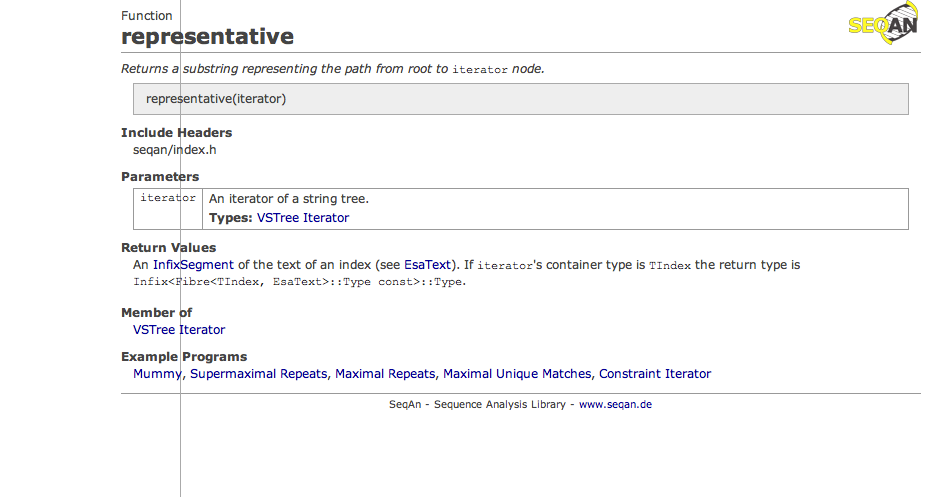 Function
representative
SEQAN
Returns a substring representing the path from root to iterator node.
representative(iterator)
Include Headers
seqan/index.h
Parameters
iterator An iterator of a string tree.
Types: VSTree Iterator
Return Values
An InfixSegment of the text of an index (see EsaText). If iterator's container type is TIndex the return type is
Infix<Fibre<TIndex, EsaText>::Type const>::Type.
Member of
VSTree Iterator
Example Programs
Mummy, Supermaximal Repeats, Maximal Repeats, Maximal Unique Matches, Constraint Iterator
SeqAn - Sequence Analysis Library - www.seqan.de